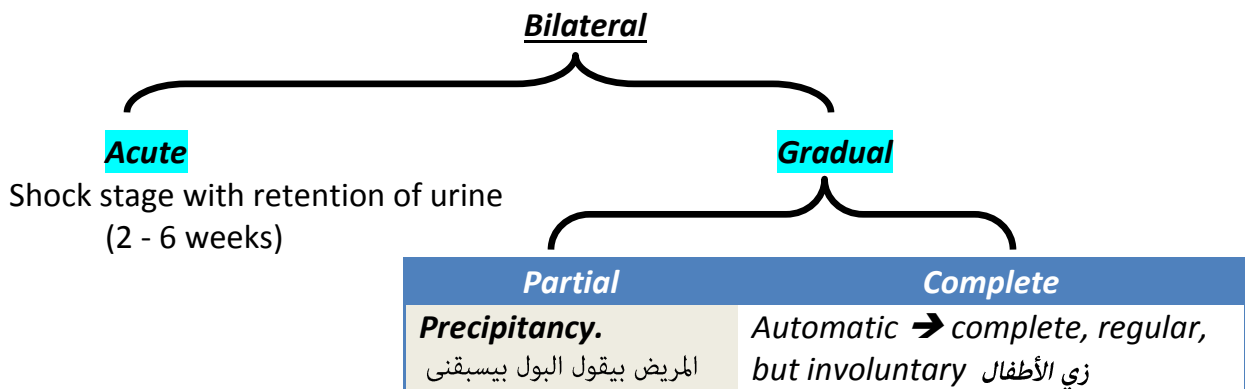 Bilateral
Acute
Gradual
Shock stage with retention of urine
(2 - 6 weeks)
Partial
Complete
Precipitancy.
المريض بيقول البول بيسبقنى
Automatic ➔ complete, regular,
but involuntary زي الأطفال